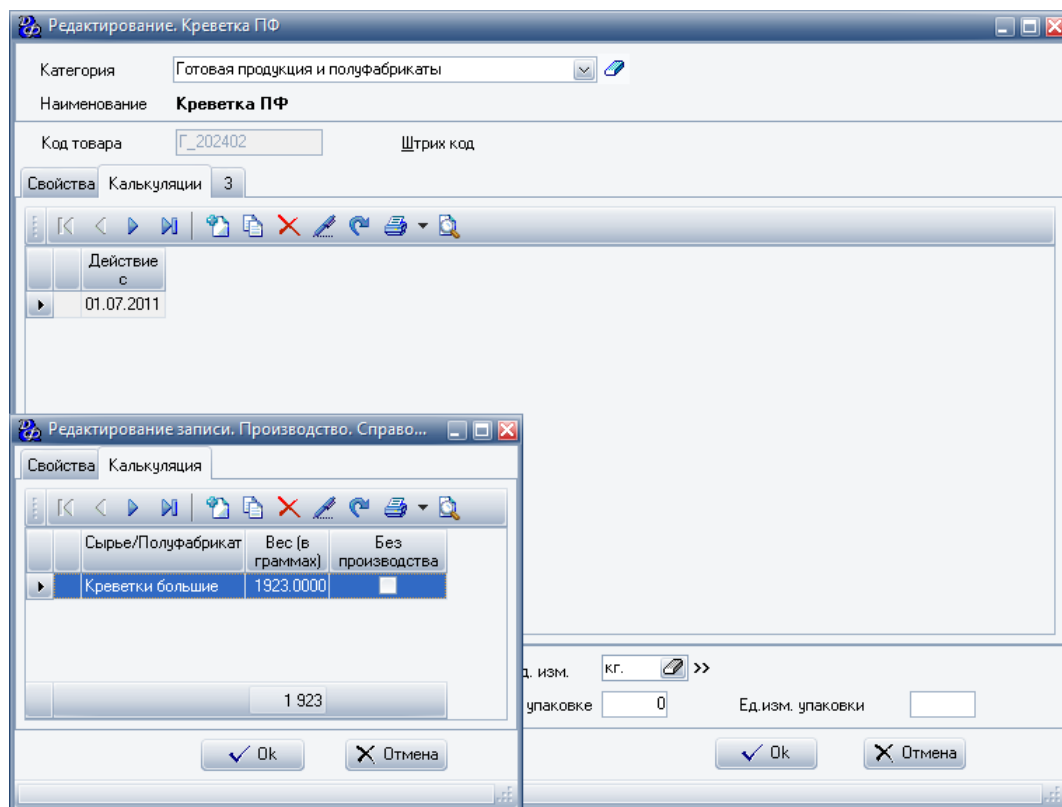 Редактирование. Креветка ПФ
Категория Готовая продукция и полуфабрикаты
Наименование Креветка ПФ
Код товара Г_202402 Штрих код
Свойства Калькуляции 3
Действие
с
01.07.2011
Редактирование записи. Производство. Справо...
Свойства Калькуляция
Сырье/Полуфабрикат Вес (в граммах) Без производства
Креветки большие 1923.0000
1 923
Ok Отмена
д. изм. кг. >>
упаковке 0 Ед.изм. упаковки
Ok Отмена